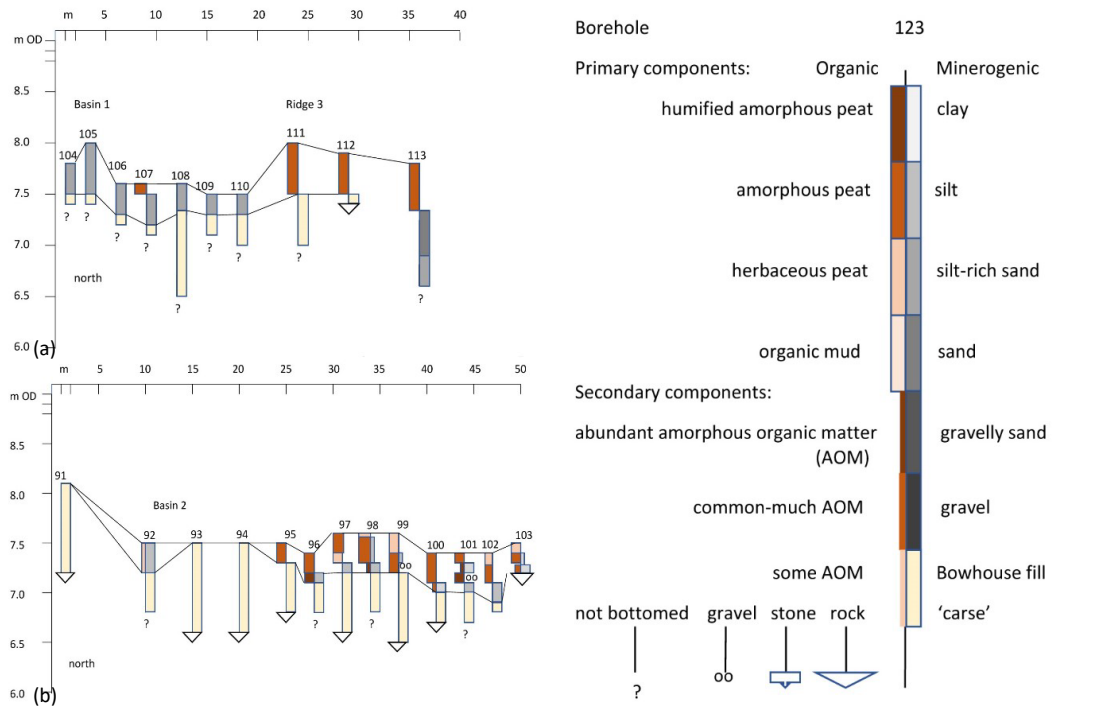 m 5 10 15 20 25 30 35 40
m OD
8.5
Basin 1
Ridge 3
8.0
104 105 106 107 108 109 110 111 112 113
7.5
? ? ? ? ? ? ? ?
7.0
north
6.5
? ?
6.0
(a)
m 5 10 15 20 25 30 35 40 45 50
m OD
8.5
91
8.0
Basin 2
92 93 94 95 96 97 98 99 100 101 102 103
7.5
oo oo
7.0
? ? ? ?
6.5
north
6.0
(b)
Borehole 123
Primary components: Organic Minerogenic
humified amorphous peat clay
amorphous peat silt
herbaceous peat silt-rich sand
organic mud sand
Secondary components:
abundant amorphous organic matter gravelly sand
(AOM)
common-much AOM gravel
some AOM Bowhouse fill
not bottomed gravel stone rock 'carse'
oo
?